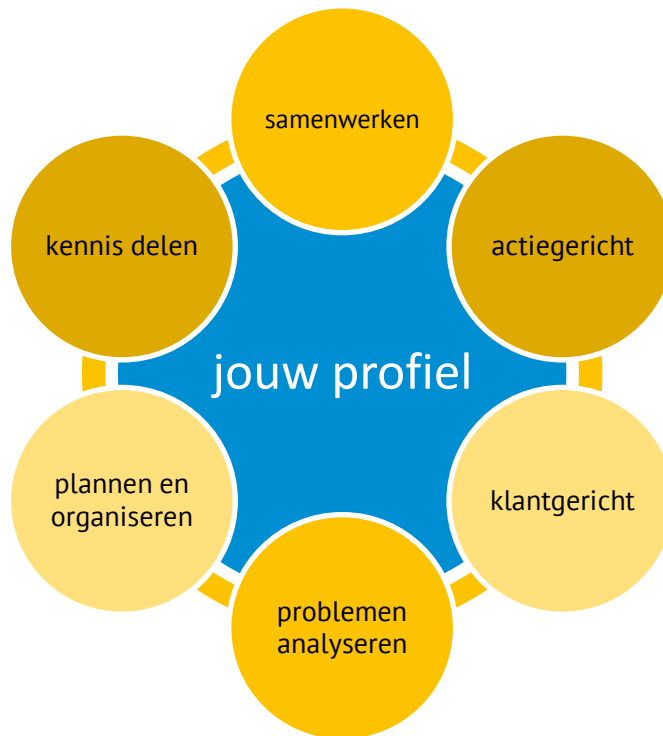 samenwerken
kennis delen
actiegericht
jouw profiel
plannen en
organiseren
klantgericht
problemen
analyseren